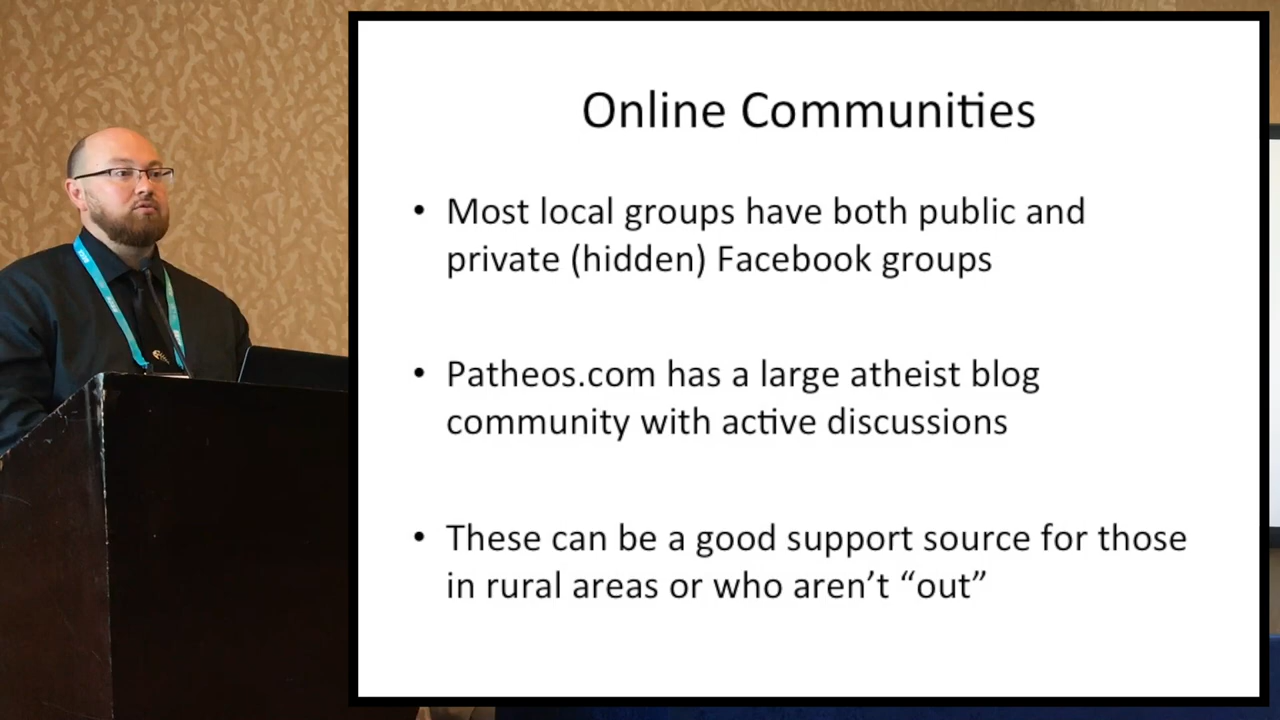 Online Communities
• Most local groups have both public and
private (hidden) Facebook groups
• Patheos.com has a large atheist blog
community with active discussions
• These can be a good support source for those
in rural areas or who aren’t “out”